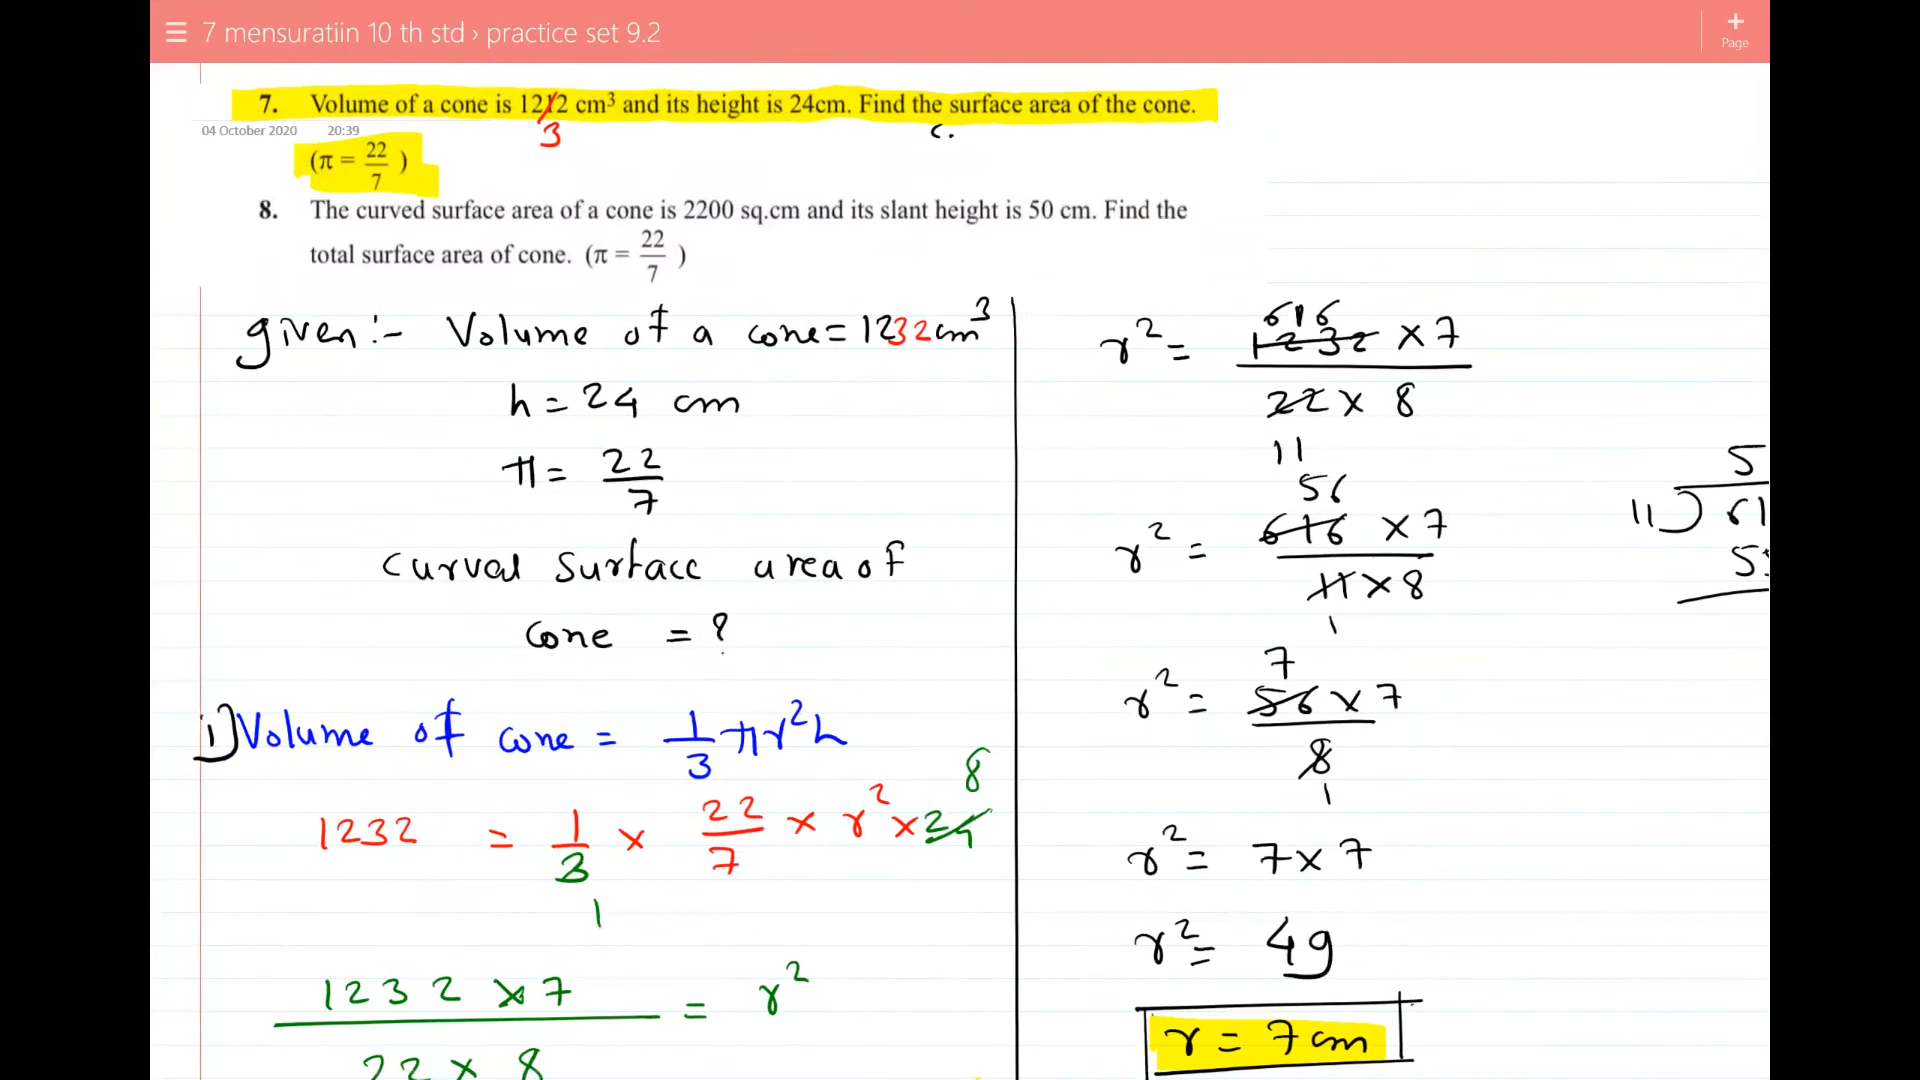 ☰ 7 mensuratiin 10 th std › practice set 9.2
+
Page
7. Volume of a cone is 1212 cm³ and its height is 24cm. Find the surface area of the cone.
3
c.
04 October 2020 20:39
(π = 22/7 )
8. The curved surface area of a cone is 2200 sq.cm and its slant height is 50 cm. Find the
total surface area of cone. (π = 22/7 )
given :- Volume of a cone = 1232 cm³
h = 24 cm
π = 22/7
Curval Surface area of
Cone = ?
i) Volume of cone = 1/3 πr²h
8
1232 = 1/3 × 22/7 × r² × 24
1
1232 × 7
= r²
22 × 8
616
r² = 1232 × 7
22 × 8
11
56
r² = 616 × 7
11 × 8
1
7
r² = 56 × 7
8
1
r² = 7 × 7
r² = 49
r = 7 cm
5
11) 61
5